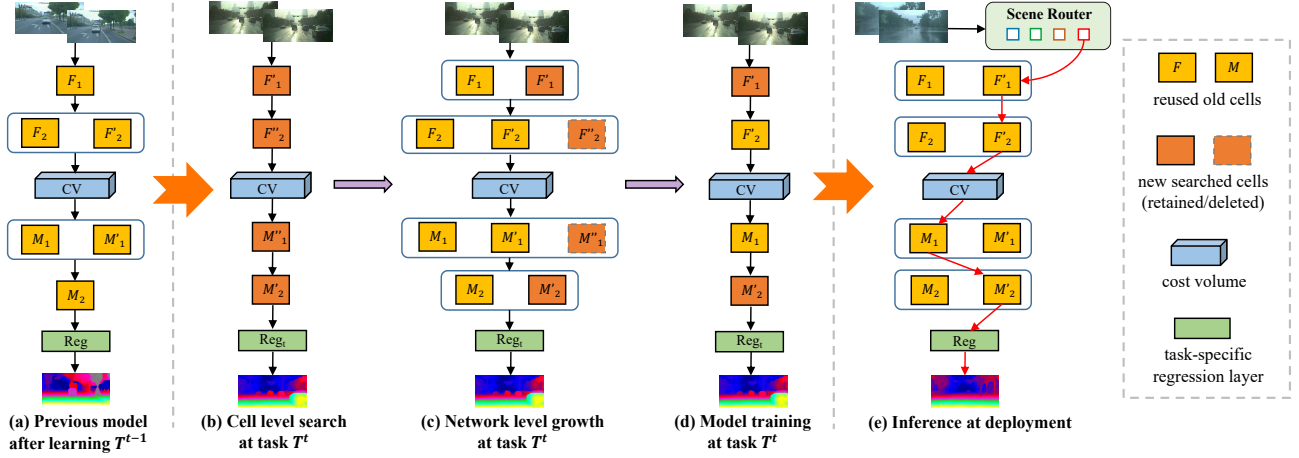 F₁
F₂ F'₂
CV
M₁ M'₁
M₂
Reg
(a) Previous model
after learning Tᵗ⁻¹
F'₁
F''₂
CV
M''₁
M'₂
Regₜ
(b) Cell level search
at task Tᵗ
F₁ F'₁
F₂ F'₂ F''₂
CV
M₁ M'₁ M''₁
M₂ M'₂
Regₜ
(c) Network level growth
at task Tᵗ
F'₁
F'₂
CV
M₁
M'₂
Regₜ
(d) Model training
at task Tᵗ
Scene Router
F₁ F'₁
F₂ F'₂
CV
M₁ M'₁
M₂ M'₂
Reg
(e) Inference at deployment
F M
reused old cells
new searched cells
(retained/deleted)
cost volume
task-specific
regression layer